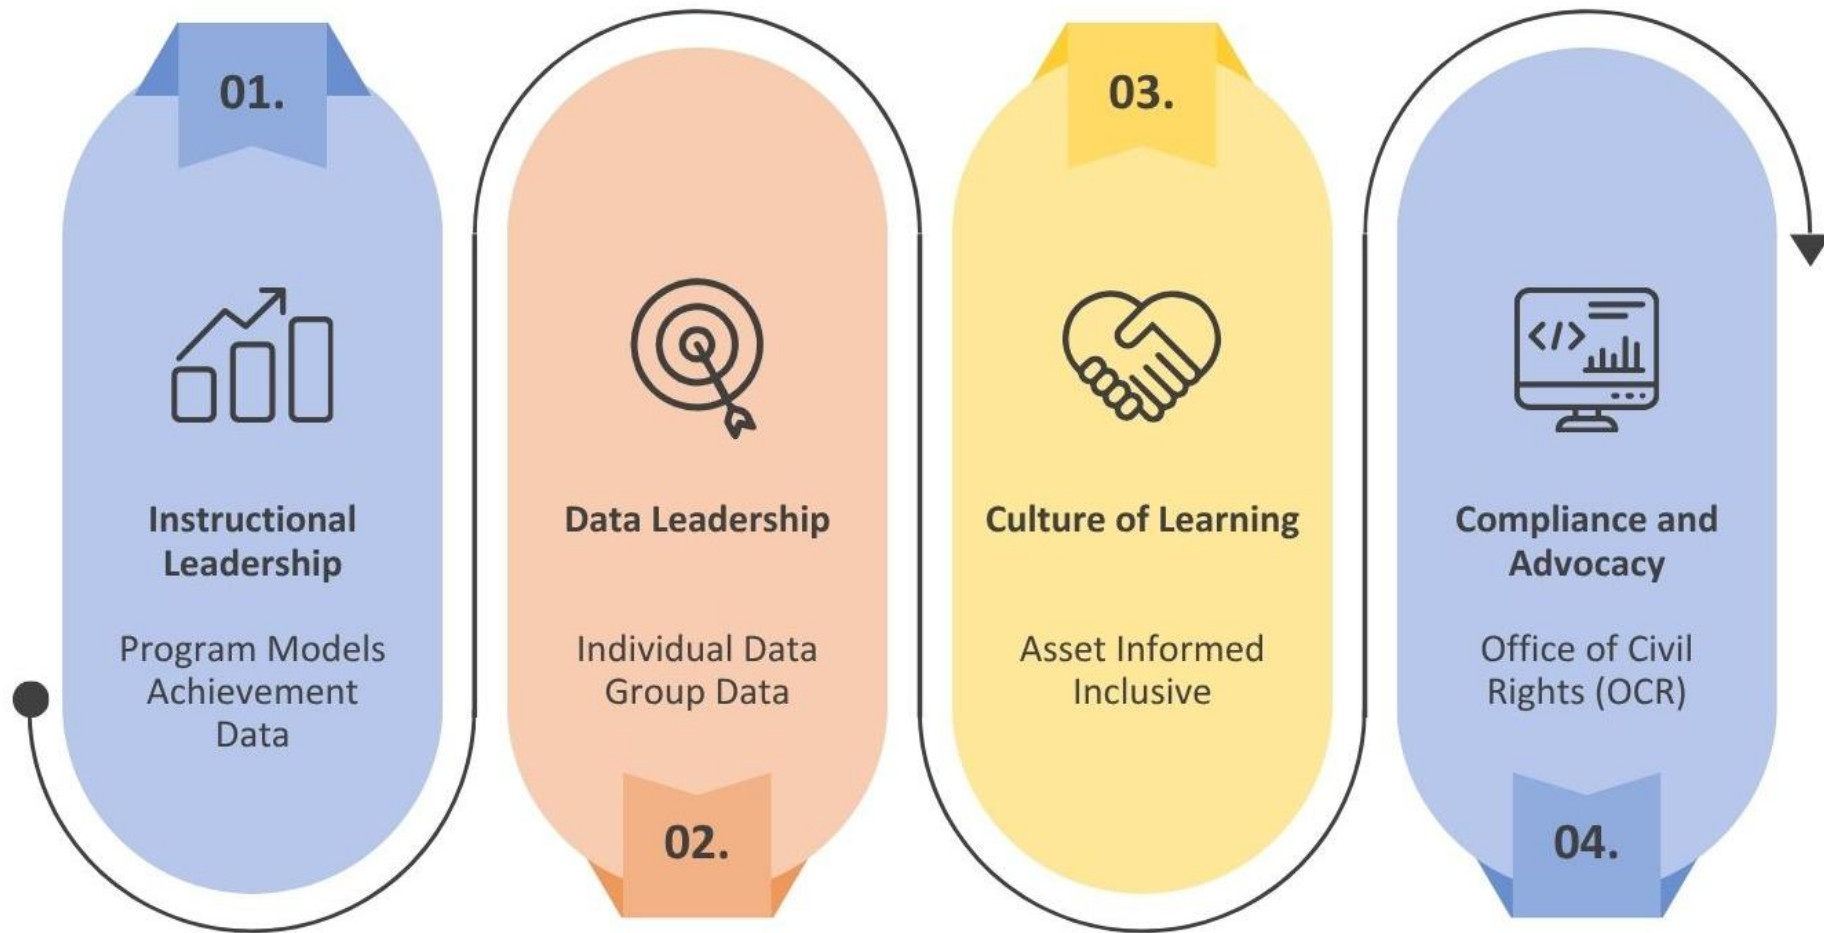 01.
Instructional
Leadership
Program Models
Achievement
Data
Data Leadership
Individual Data
Group Data
02.
03.
Culture of Learning
Asset Informed
Inclusive
</>
Compliance and
Advocacy
Office of Civil
Rights (OCR)
04.